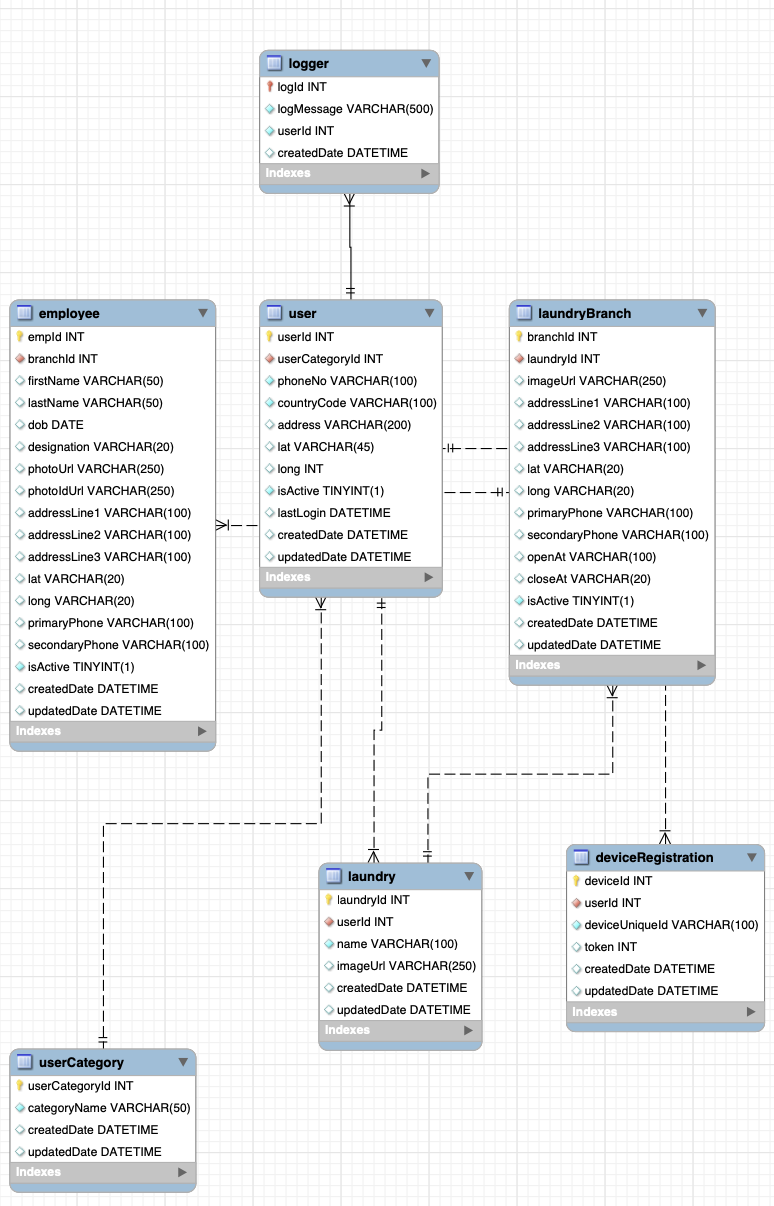 logger
logId INT
logMessage VARCHAR(500)
userId INT
createdDate DATETIME
Indexes
employee
empId INT
branchId INT
firstName VARCHAR(50)
lastName VARCHAR(50)
dob DATE
designation VARCHAR(20)
photoUrl VARCHAR(250)
photoIdUrl VARCHAR(250)
addressLine1 VARCHAR(100)
addressLine2 VARCHAR(100)
addressLine3 VARCHAR(100)
lat VARCHAR(20)
long VARCHAR(20)
primaryPhone VARCHAR(100)
secondaryPhone VARCHAR(100)
isActive TINYINT(1)
createdDate DATETIME
updatedDate DATETIME
Indexes
user
userId INT
userCategoryId INT
phoneNo VARCHAR(100)
countryCode VARCHAR(100)
address VARCHAR(200)
lat VARCHAR(45)
long INT
isActive TINYINT(1)
lastLogin DATETIME
createdDate DATETIME
updatedDate DATETIME
Indexes
laundryBranch
branchId INT
laundryId INT
imageUrl VARCHAR(250)
addressLine1 VARCHAR(100)
addressLine2 VARCHAR(100)
addressLine3 VARCHAR(100)
lat VARCHAR(20)
long VARCHAR(20)
primaryPhone VARCHAR(100)
secondaryPhone VARCHAR(100)
openAt VARCHAR(100)
closeAt VARCHAR(20)
isActive TINYINT(1)
createdDate DATETIME
updatedDate DATETIME
Indexes
laundry
laundryId INT
userId INT
name VARCHAR(100)
imageUrl VARCHAR(250)
createdDate DATETIME
updatedDate DATETIME
Indexes
deviceRegistration
deviceId INT
userId INT
deviceUniqueId VARCHAR(100)
token INT
createdDate DATETIME
updatedDate DATETIME
Indexes
userCategory
userCategoryId INT
categoryName VARCHAR(50)
createdDate DATETIME
updatedDate DATETIME
Indexes